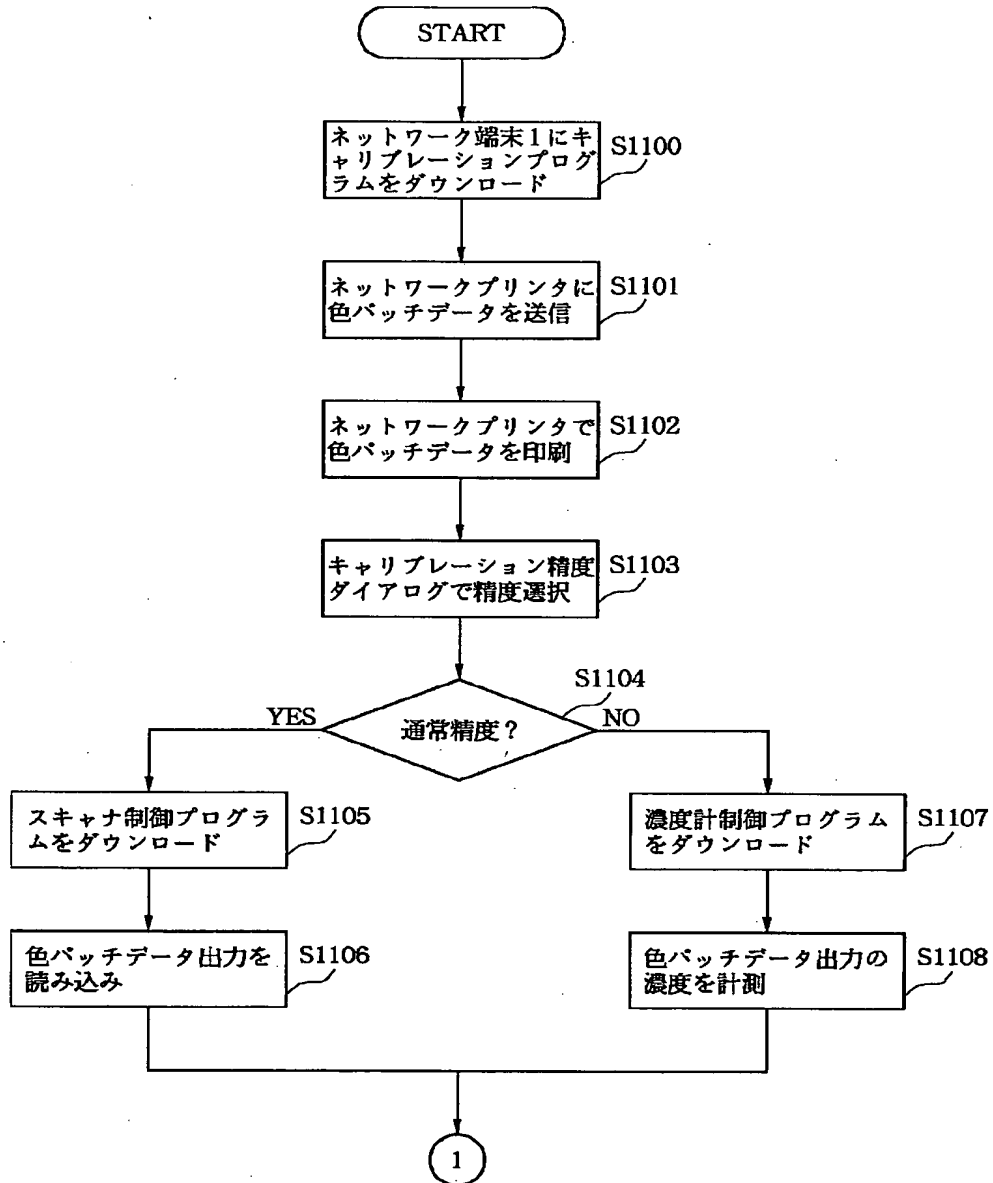 START
ネットワーク端末1にキ
ャリブレーションプログ
ラムをダウンロード
S1100
ネットワークプリンタに
色パッチデータを送信
S1101
ネットワークプリンタで
色パッチデータを印刷
S1102
キャリブレーション精度
ダイアログで精度選択
S1103
S1104
YES
通常精度?
NO
スキャナ制御プログラ
ムをダウンロード
S1105
濃度計制御プログラム
をダウンロード
S1107
色パッチデータ出力を
読み込み
S1106
色パッチデータ出力の
濃度を計測
S1108
1